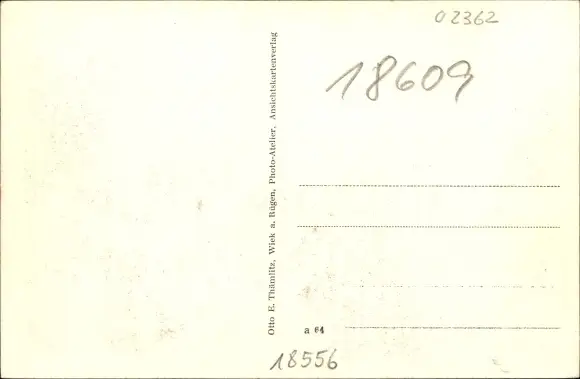 02362
18609
Otto E. Thämlitz, Wiek a. Rügen, Photo-Atelier, Ansichtskartenverlag
a 64
18556